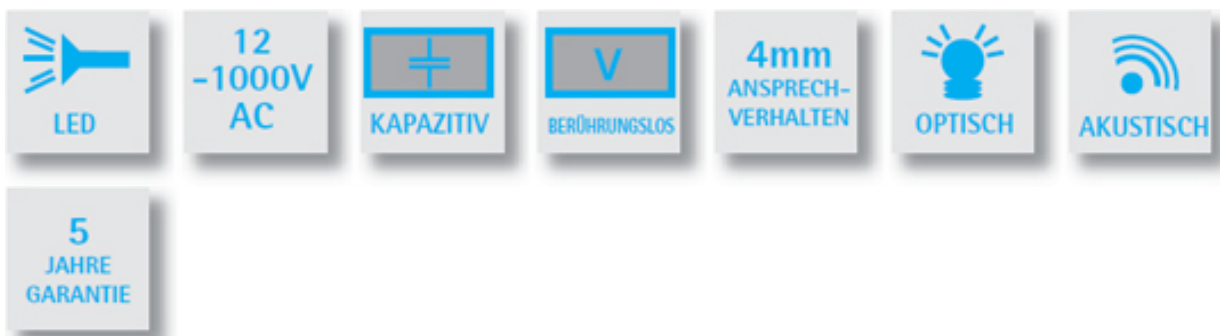 LED
12
-1000V
AC
KAPAZITIV
V
BERÜHRUNGSLOS
4mm
ANSPRECH-
VERHALTEN
OPTISCH
AKUSTISCH
5
JAHRE
GARANTIE